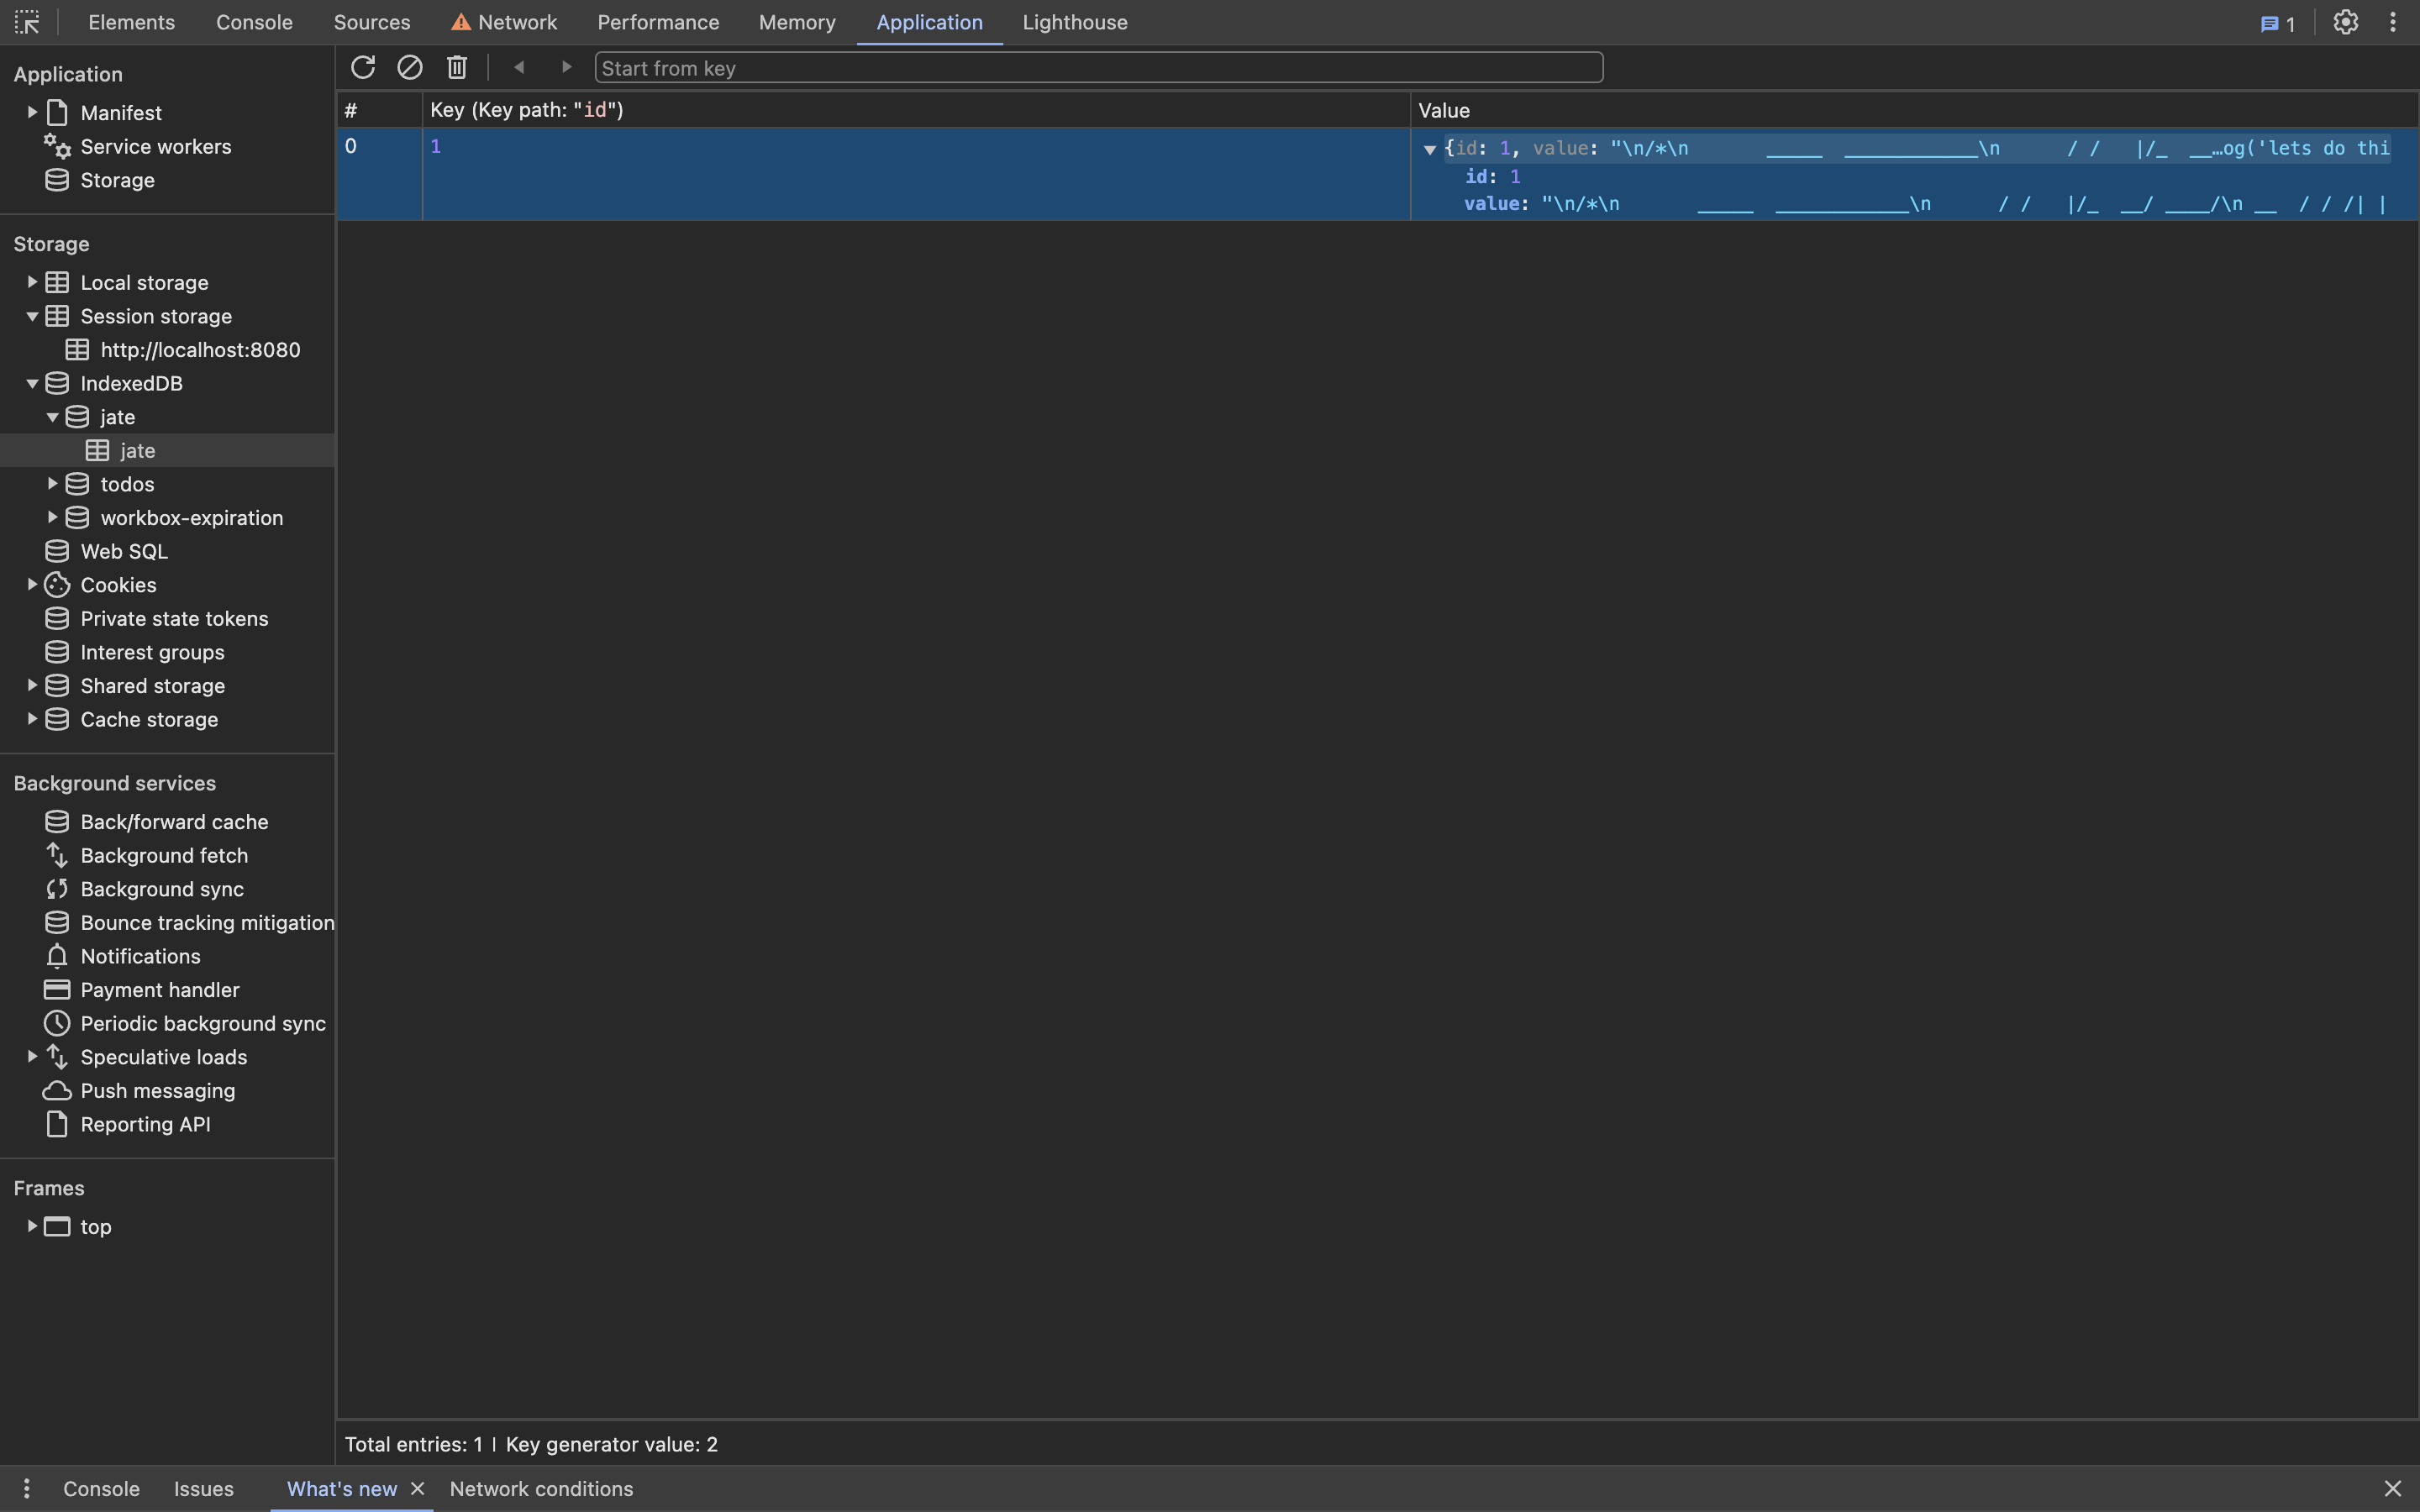 Elements Console Sources Network Performance Memory Application Lighthouse 1
Application
Manifest
Service workers
Storage
Storage
Local storage
Session storage
http://localhost:8080
IndexedDB
jate
jate
todos
workbox-expiration
Web SQL
Cookies
Private state tokens
Interest groups
Shared storage
Cache storage
Background services
Back/forward cache
Background fetch
Background sync
Bounce tracking mitigation
Notifications
Payment handler
Periodic background sync
Speculative loads
Push messaging
Reporting API
Frames
top
Start from key
# Key (Key path: "id") Value
0 1 {id: 1, value: "\n/*\n       _____  ____________\n      / /   |/_  __…og('lets do thi
id: 1
value: "\n/*\n       _____  ____________\n      / /   |/_  __/ ____/\n __  / / /| |
Total entries: 1 | Key generator value: 2
Console Issues What's new Network conditions